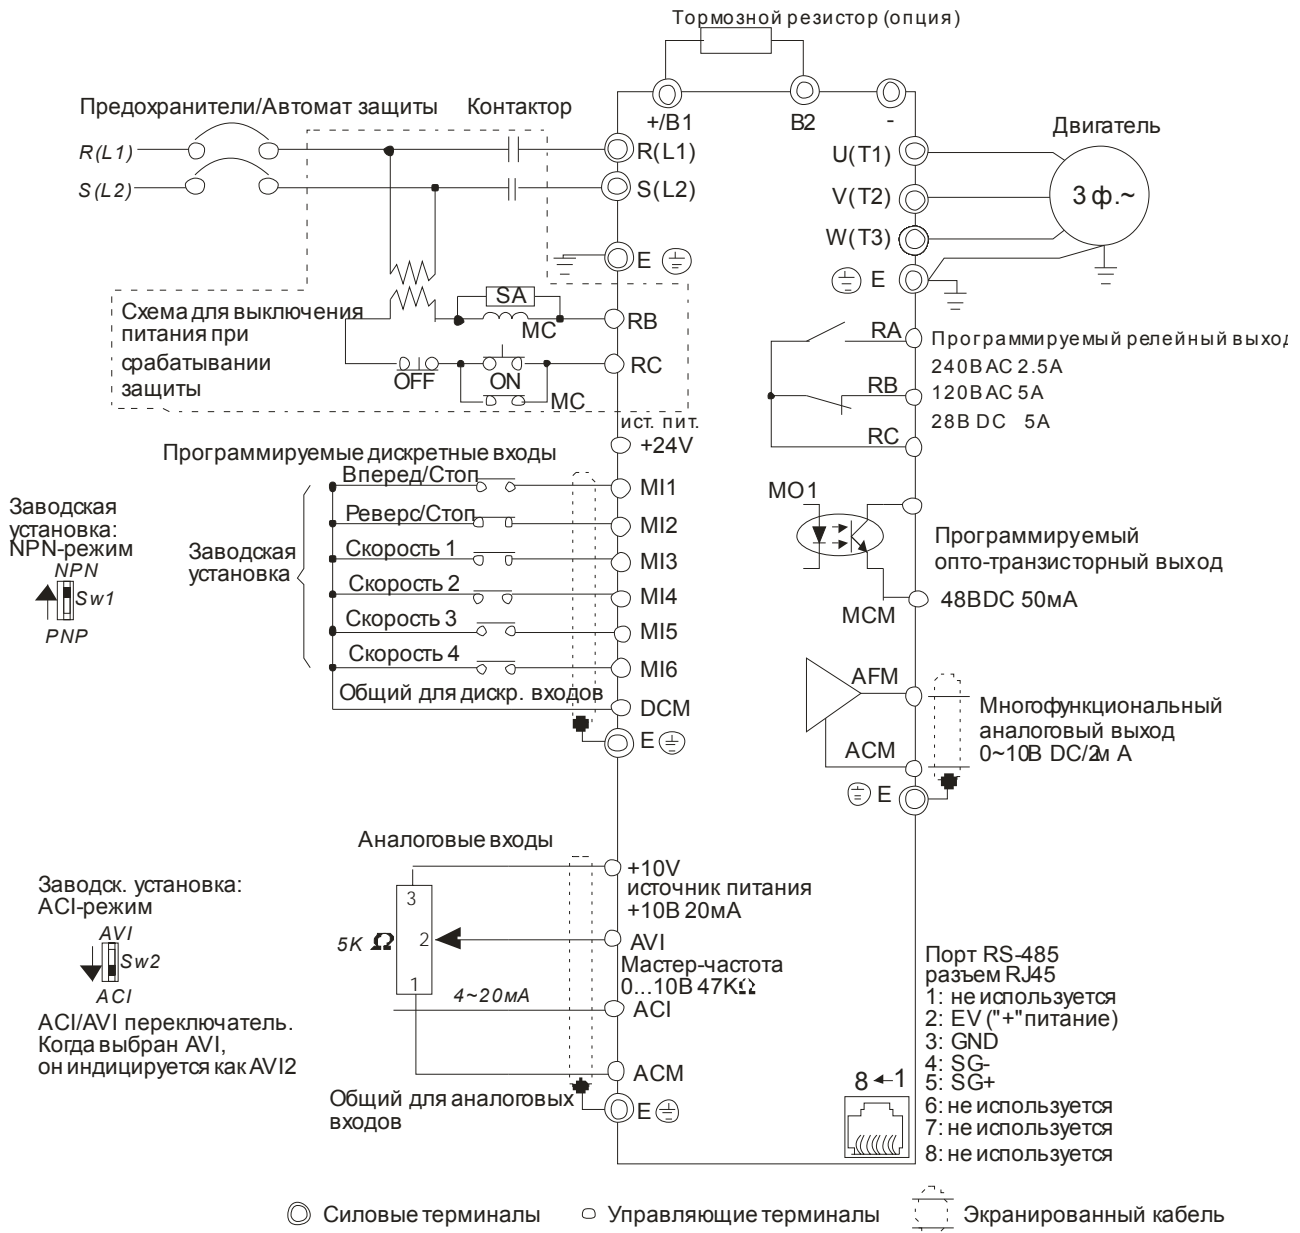 Тормозной резистор (опция)
Предохранители/Автомат защиты
Контактор
+/B1
B2
-
Двигатель
R(L1)
R(L1)
S(L2)
S(L2)
U(T1)
V(T2)
W(T3)
3 ф.~
E
E
Схема для выключения
питания при
срабатывании
защиты
SA
MC
RB
OFF
ON
MC
RC
RA
RB
RC
Программируемый релейный выход
240В AC 2.5A
120В AC 5A
28В DC 5A
ист. пит.
+24V
Программируемые дискретные входы
Вперед/Стоп
MI1
Реверс/Стоп
MI2
Скорость 1
MI3
Скорость 2
MI4
Скорость 3
MI5
Скорость 4
MI6
Общий для дискр. входов
DCM
E
Заводская
установка
Заводская
установка:
NPN-режим
NPN
Sw1
PNP
MO1
MCM
Программируемый
опто-транзисторный выход
48ВDC 50мА
AFM
ACM
E
Многофункциональный
аналоговый выход
0~10В DC/2м А
Аналоговые входы
+10V
источник питания
+10В 20мА
3
2
1
5K Ω
AVI
Мастер-частота
0...10В 47КΩ
4~20мА
ACI
ACM
E
Общий для аналоговых
входов
Заводск. установка:
ACI-режим
AVI
Sw2
ACI
ACI/AVI переключатель.
Когда выбран AVI,
он индицируется как AVI2
Порт RS-485
разъем RJ45
1: не используется
2: EV ("+"питание)
3: GND
4: SG-
5: SG+
6: не используется
7: не используется
8: не используется
8 ←1
Силовые терминалы
Управляющие терминалы
Экранированный кабель